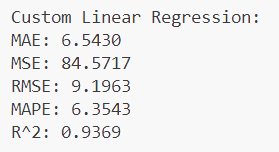 Custom Linear Regression:
MAE: 6.5430
MSE: 84.5717
RMSE: 9.1963
MAPE: 6.3543
R^2: 0.9369